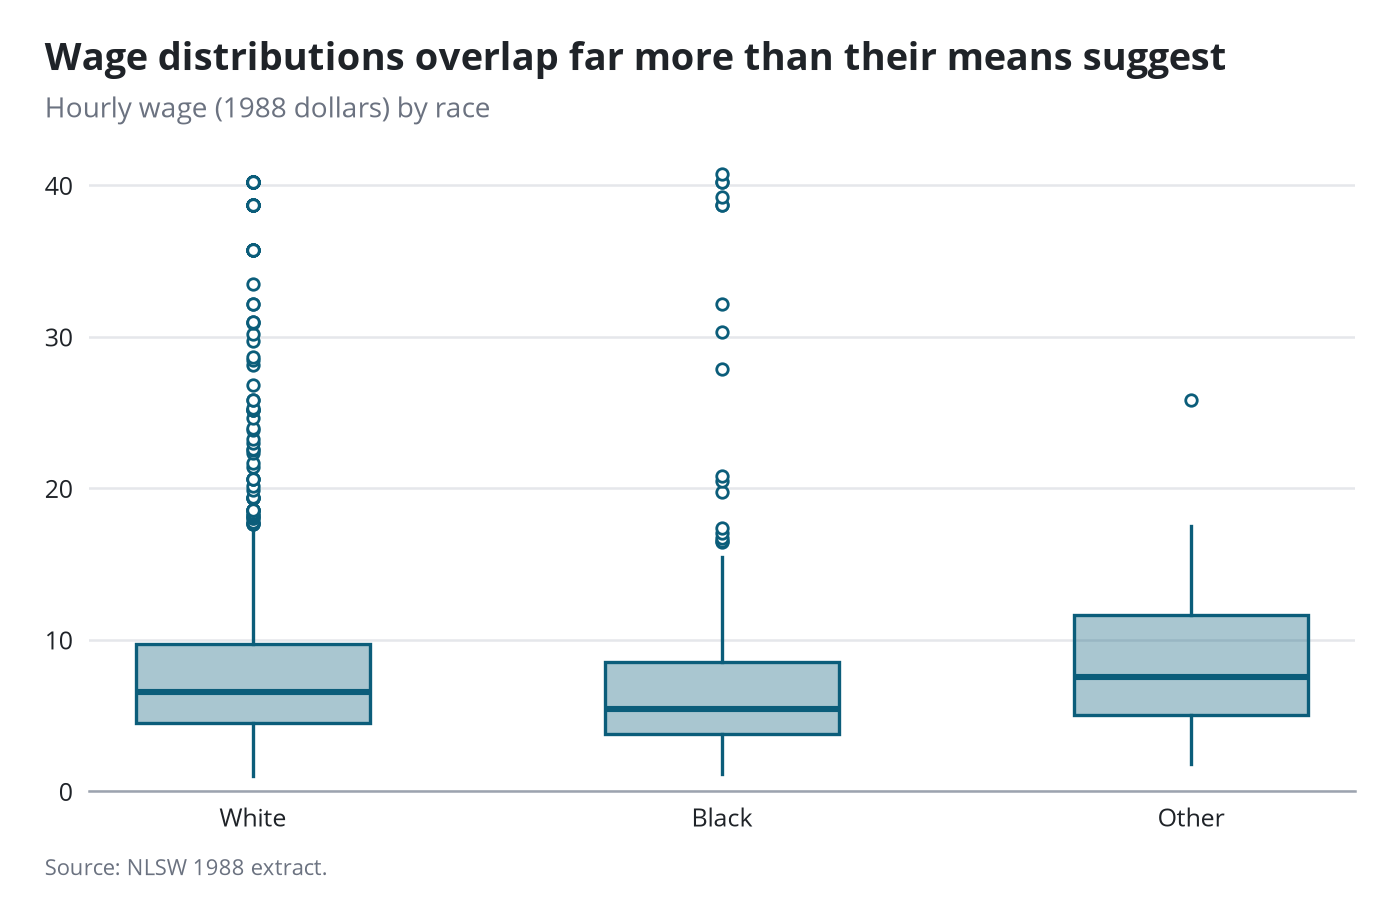 Wage distributions overlap far more than their means suggest
Hourly wage (1988 dollars) by race
40
30
20
10
0
White Black Other
Source: NLSW 1988 extract.